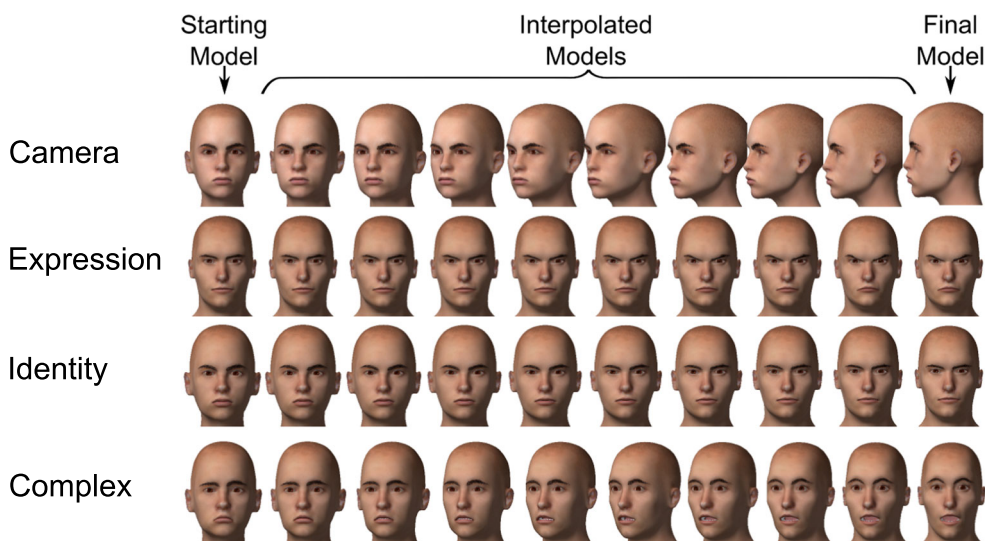 Starting
Model
Interpolated
Models
Final
Model
Camera
Expression
Identity
Complex